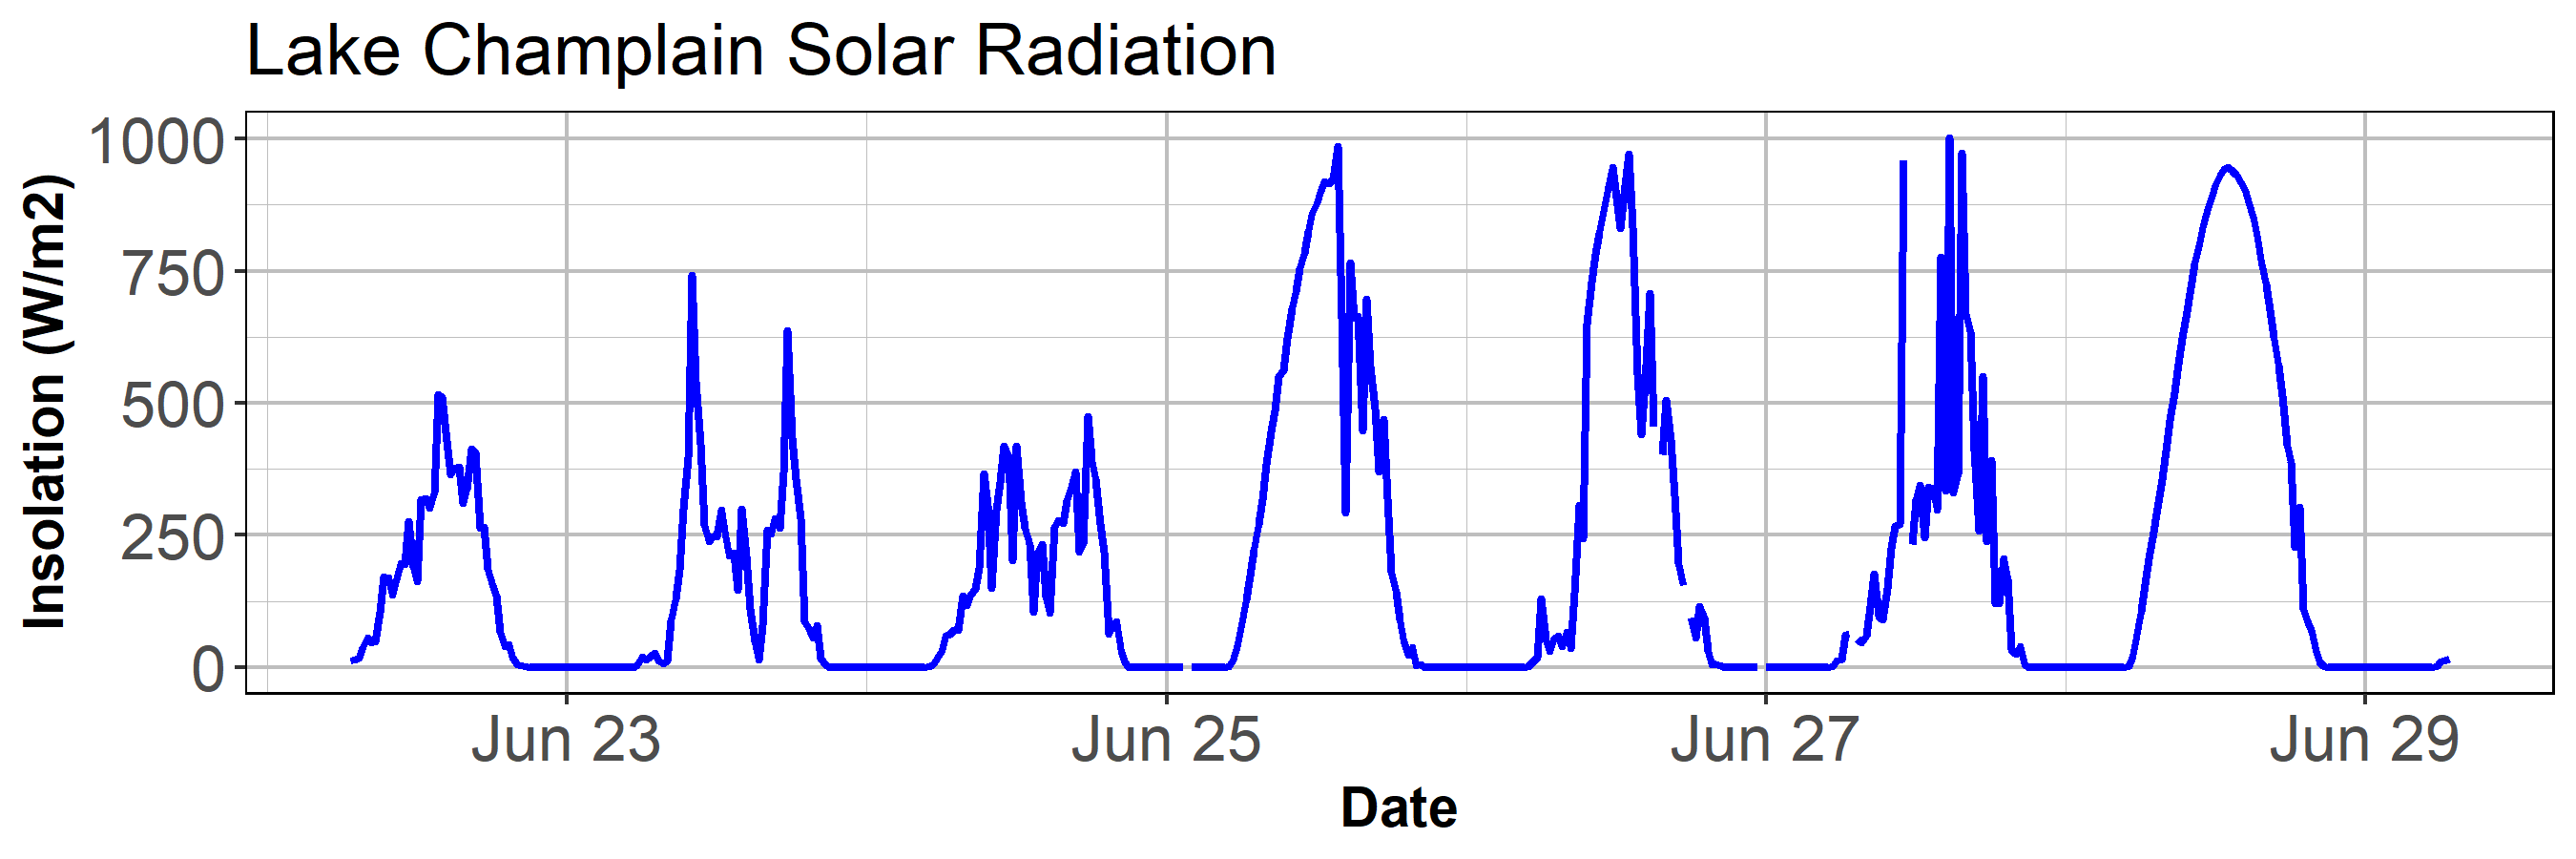 Lake Champlain Solar Radiation
1000
750
500
250
0
Insolation (W/m2)
Jun 23 Jun 25 Jun 27 Jun 29
Date